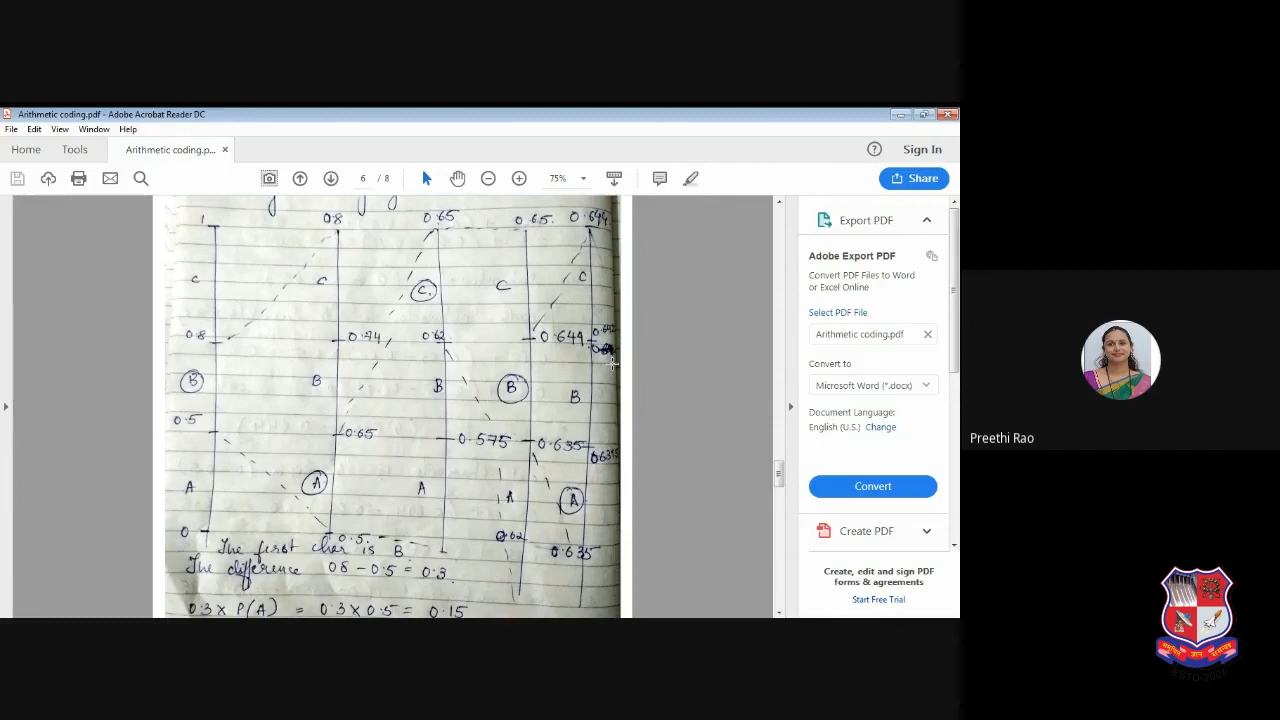 Arithmetic coding.pdf - Adobe Acrobat Reader DC
File Edit View Window Help
Home Tools Arithmetic coding.p... × Sign In
6 / 8 75% Share
1 0.8 0.65 0.65. 0.644
C C C. C C
0.8 0.74 0.62 0.644 0.642
B B B B B
0.5 0.65 0.575 0.635
A A A A A
0 0.5 0.62 0.635
The first char is B
The difference 0.8 - 0.5 = 0.3.
0.3 x P(A) = 0.3 x 0.5 = 0.15
Export PDF
Adobe Export PDF
Convert PDF Files to Word
or Excel Online
Select PDF File
Arithmetic coding.pdf ×
Convert to
Microsoft Word (*.docx)
Document Language:
English (U.S.) Change
Convert
Create PDF
Create, edit and sign PDF
forms & agreements
Start Free Trial
Preethi Rao
ESTD-2007